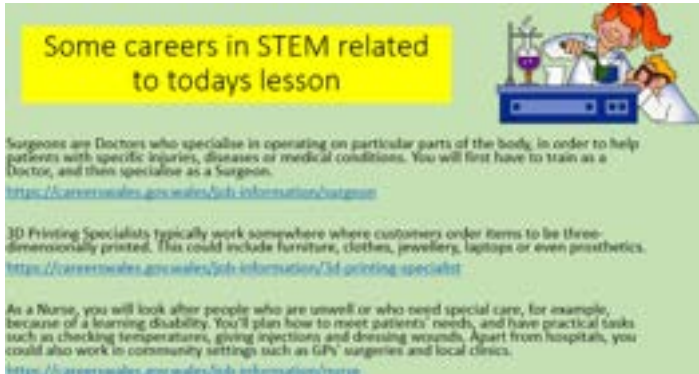 Some careers in STEM related
to todays lesson
Surgeons are Doctors who specialise in operating on particular parts of the body, in order to help
patients with specific injuries, diseases or medical conditions. You will first have to train as a
Doctor, and then specialise as a Surgeon.
https://careerswales.gov.wales/job-information/surgeon
3D Printing Specialists typically work somewhere where customers order items to be three-
dimensionally printed. This could include furniture, clothes, jewellery, laptops or even prosthetics.
https://careerswales.gov.wales/job-information/3d-printing-specialist
As a Nurse, you will look after people who are unwell or who need special care, for example,
because of a learning disability. You'll plan how to meet patients' needs, and have practical tasks
such as checking temperatures, giving injections and dressing wounds. Apart from hospitals, you
could also work in community settings such as GPs' surgeries and local clinics.
https://careerswales.gov.wales/job-information/nurse